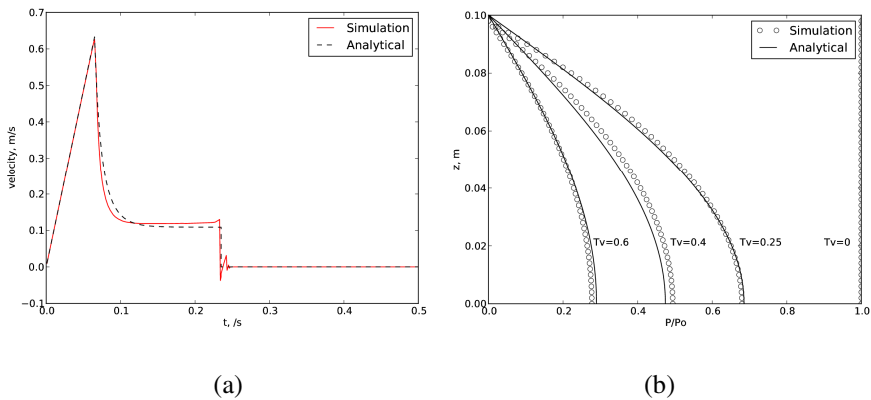 0.7
0.6
0.5
0.4
0.3
0.2
0.1
0.0
−0.1
velocity, m/s
0.0
0.1
0.2
0.3
0.4
0.5
t, /s
Simulation
Analytical
(a)
0.10
0.08
0.06
0.04
0.02
0.00
z, m
0.0
0.2
0.4
0.6
0.8
1.0
P/Po
Simulation
Analytical
Tv=0.6
Tv=0.4
Tv=0.25
Tv=0
(b)